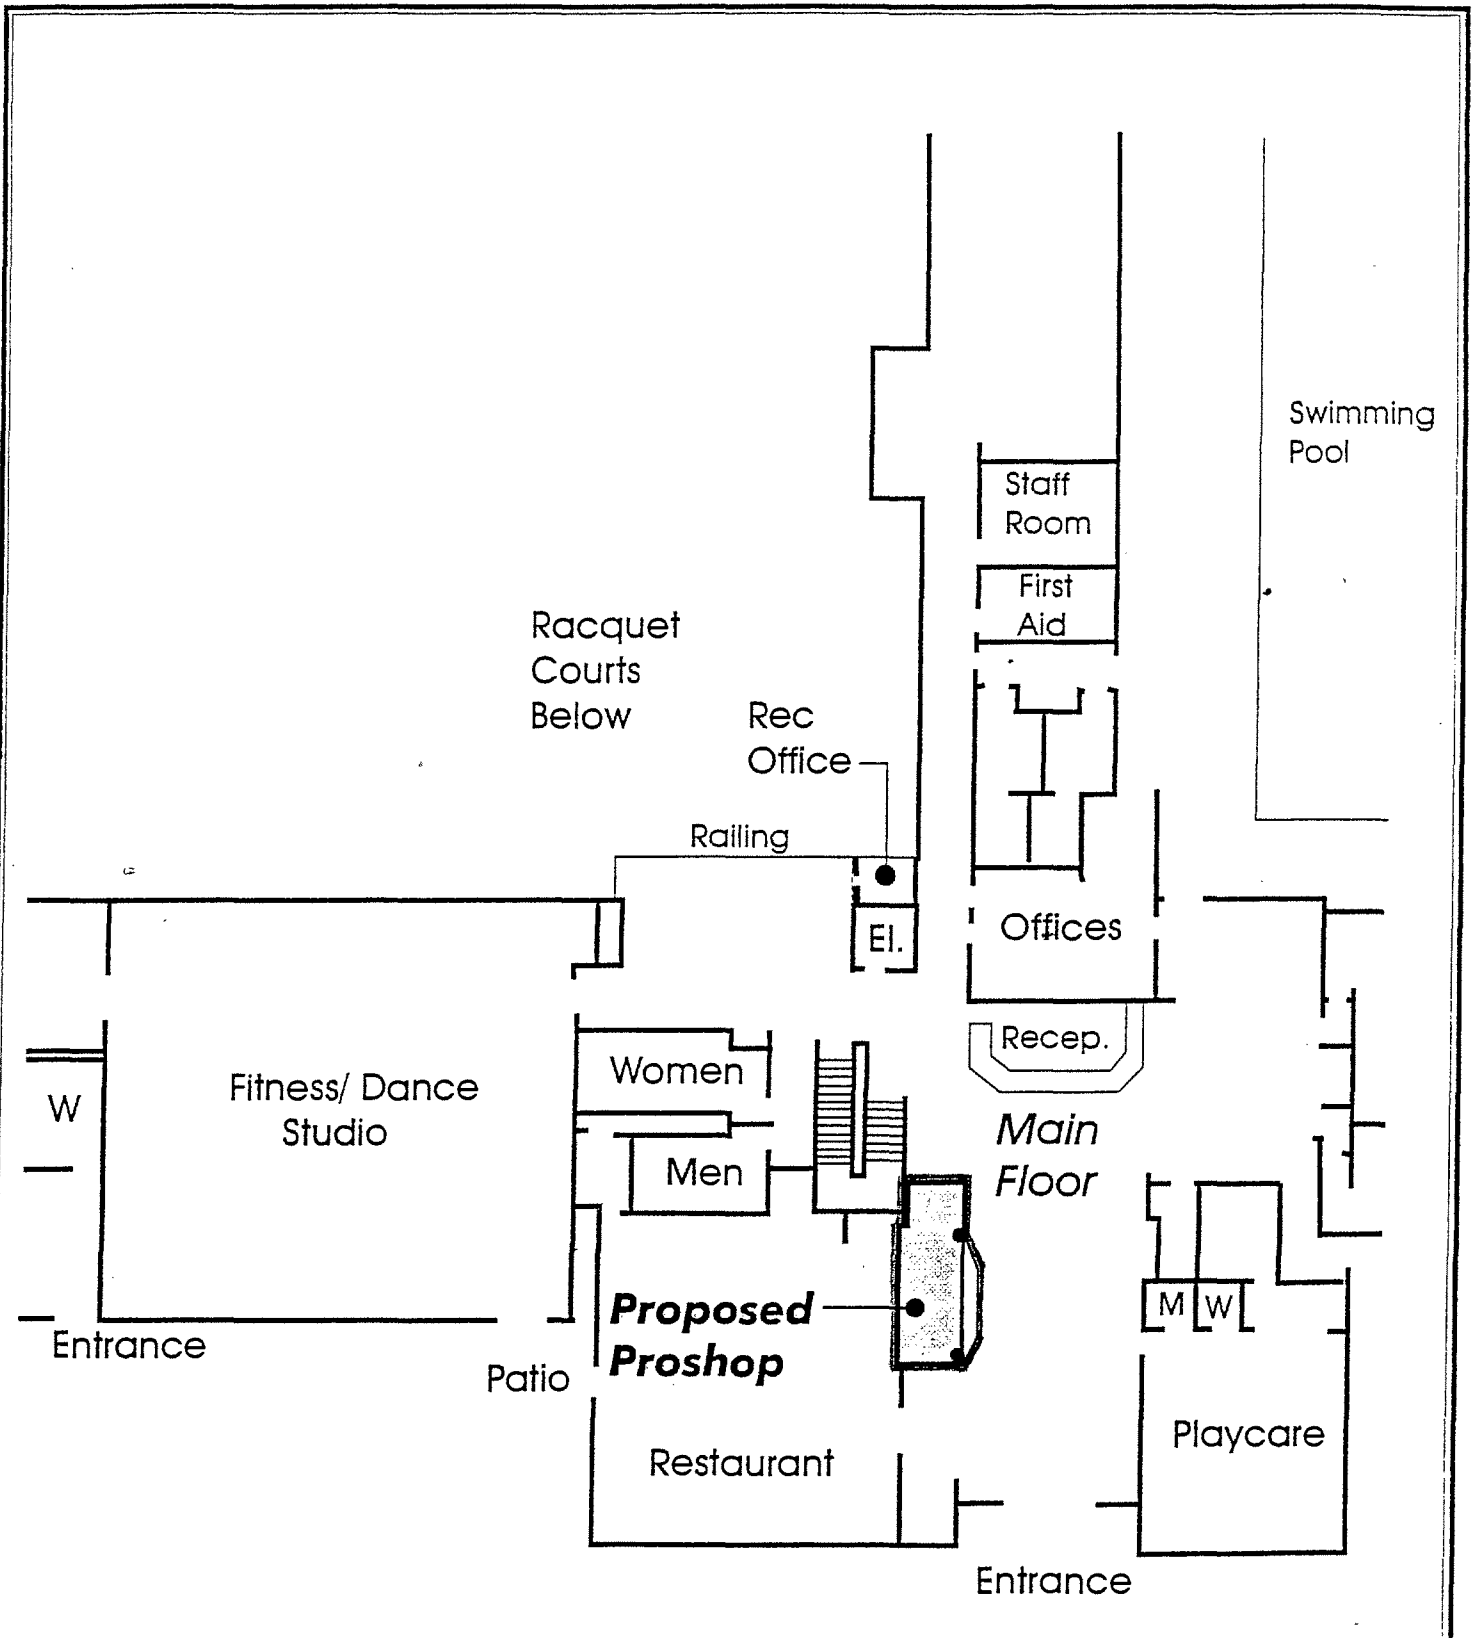 Swimming
Pool
Staff
Room
First
Aid
Racquet
Courts
Below
Rec
Office
Railing
El.
Offices
Recep.
Women
W
Fitness/ Dance
Studio
Main
Floor
Men
M
W
Proposed
Proshop
Entrance
Patio
Playcare
Restaurant
Entrance